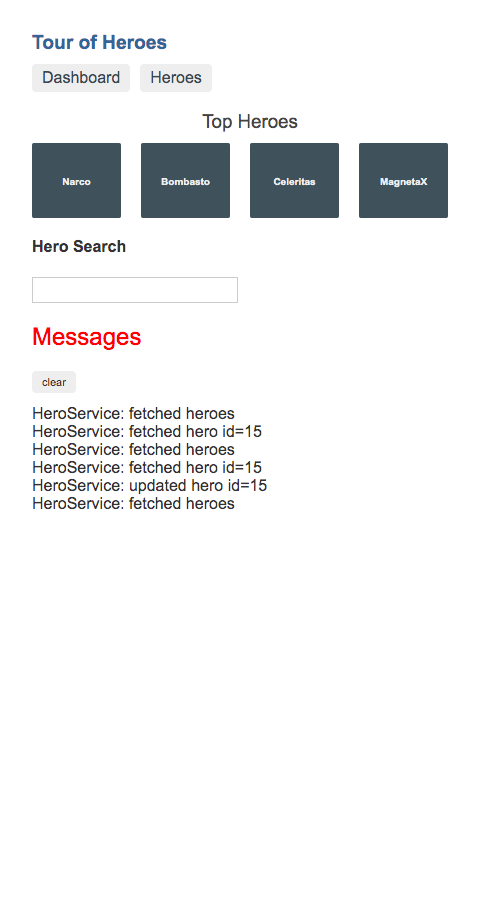 Tour of Heroes
Dashboard Heroes
Top Heroes
Narco Bombasto Celeritas MagnetaX
Hero Search
Messages
clear
HeroService: fetched heroes
HeroService: fetched hero id=15
HeroService: fetched heroes
HeroService: fetched hero id=15
HeroService: updated hero id=15
HeroService: fetched heroes